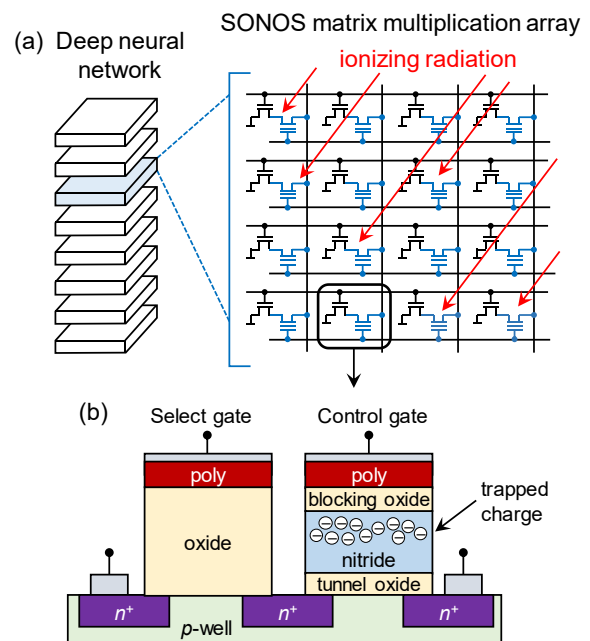 (a)
Deep neural
network
SONOS matrix multiplication array
ionizing radiation
(b)
Select gate
Control gate
poly
poly
blocking oxide
trapped
charge
oxide
nitride
tunnel oxide
n⁺
n⁺
n⁺
p-well